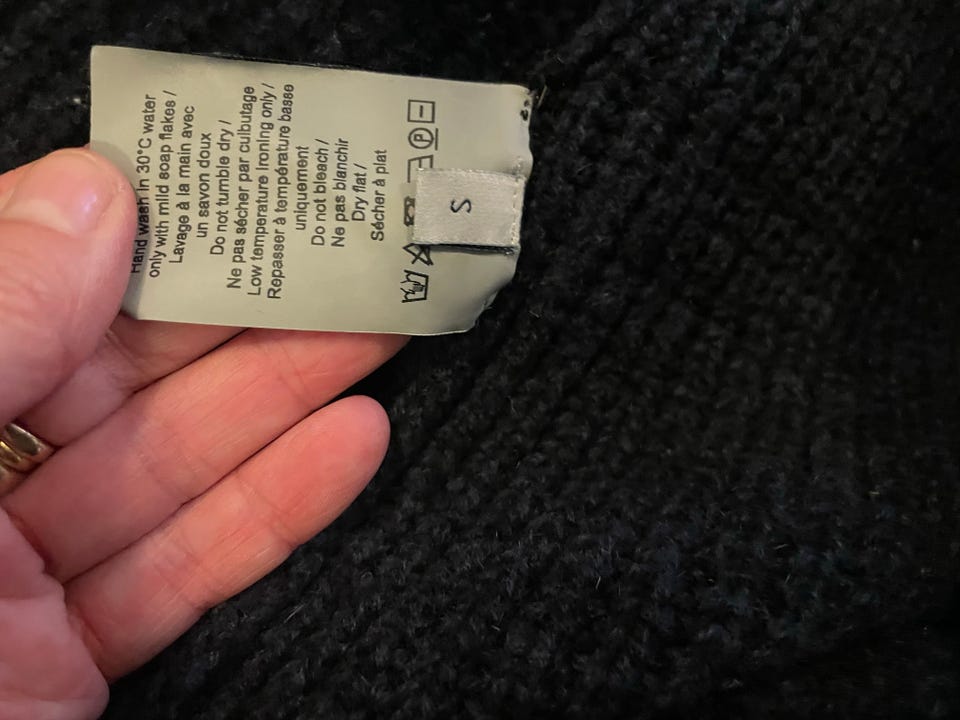 Hand wash in 30°C water
only with mild soap flakes /
Lavage à la main avec
un savon doux
Do not tumble dry /
Ne pas sécher par culbutage
Low temperature ironing only /
Repasser à température basse
uniquement
Do not bleach /
Ne pas blanchir
Dry flat /
Sécher à plat
S